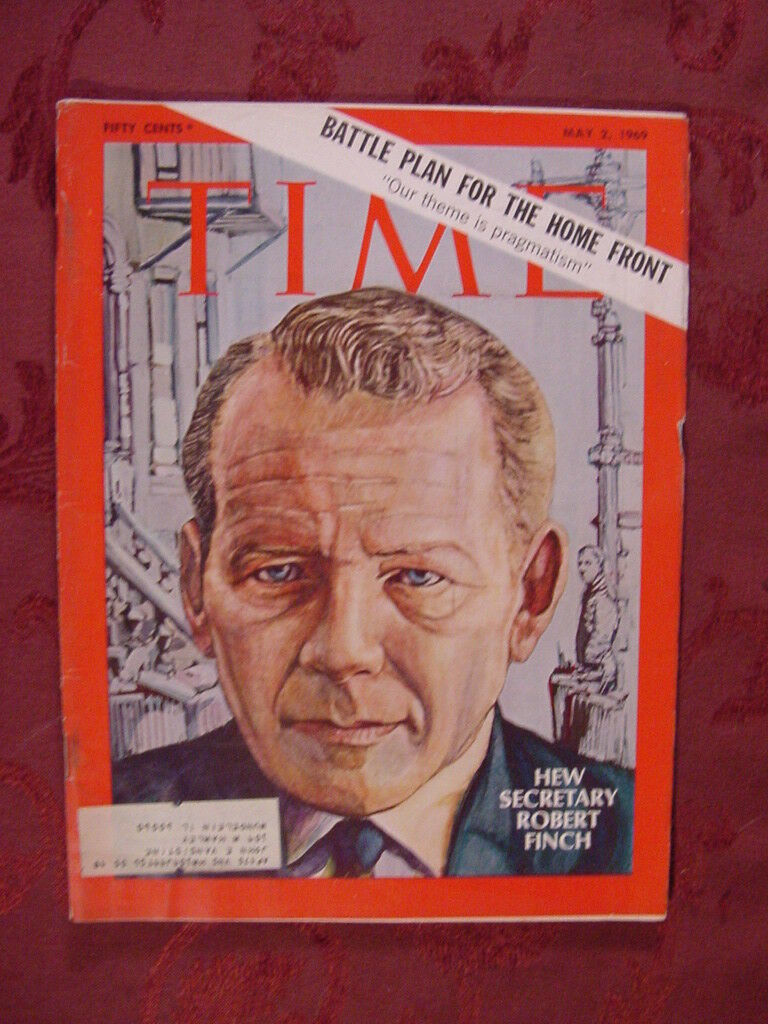 FIFTY CENTS
MAY 2, 1969
BATTLE PLAN FOR THE HOME FRONT
"Our theme is pragmatism"
TIME
HEW
SECRETARY
ROBERT
FINCH